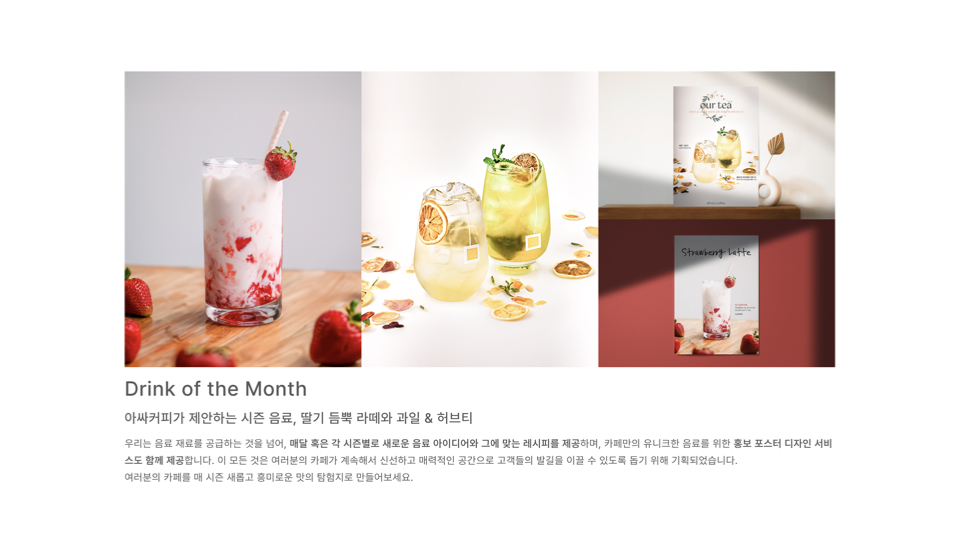 our tea
Strawberry Latte
Drink of the Month
아싸커피가 제안하는 시즌 음료, 딸기 듬뿍 라떼와 과일 & 허브티
우리는 음료 재료를 공급하는 것을 넘어, 매달 혹은 각 시즌별로 새로운 음료 아이디어와 그에 맞는 레시피를 제공하며, 카페만의 유니크한 음료를 위한 홍보 포스터 디자인 서비
스도 함께 제공합니다. 이 모든 것은 여러분의 카페가 계속해서 신선하고 매력적인 공간으로 고객들의 발길을 이끌 수 있도록 돕기 위해 기획되었습니다.
여러분의 카페를 매 시즌 새롭고 흥미로운 맛의 탐험지로 만들어보세요.